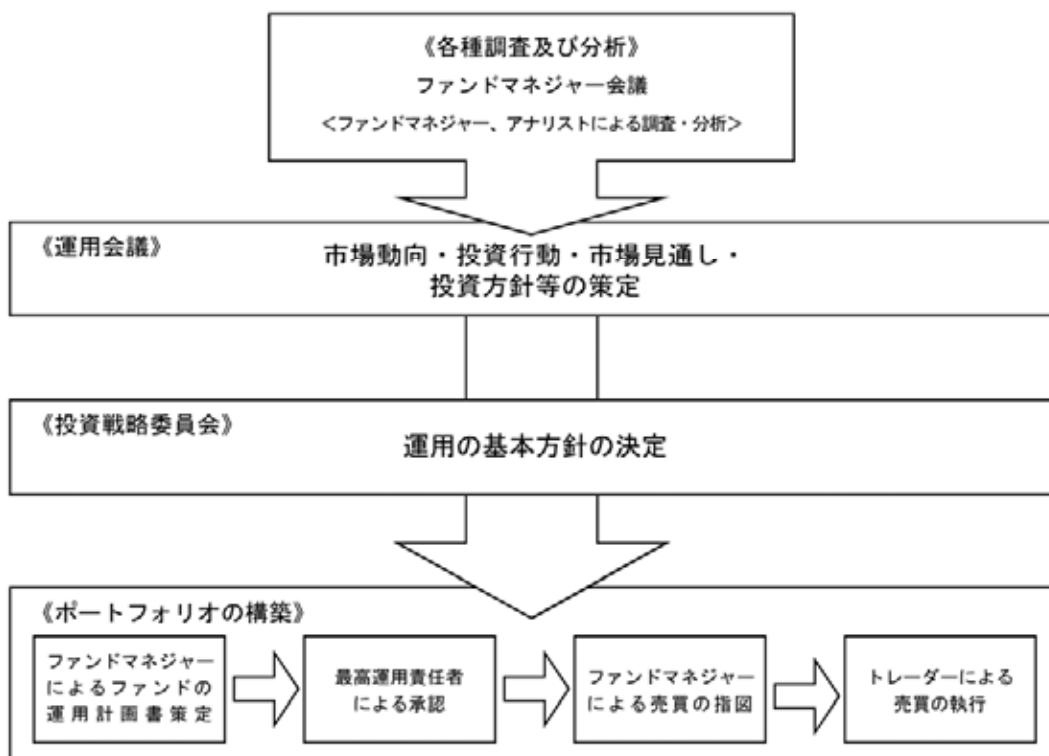 《各種調査及び分析》
ファンドマネジャー会議
<ファンドマネジャー、アナリストによる調査・分析>
《運用会議》
市場動向・投資行動・市場見通し・
投資方針等の策定
《投資戦略委員会》
運用の基本方針の決定
《ポートフォリオの構築》
ファンドマネジャー
によるファンドの
運用計画書策定
最高運用責任者
による承認
ファンドマネジャー
による売買の指図
トレーダーによる
売買の執行